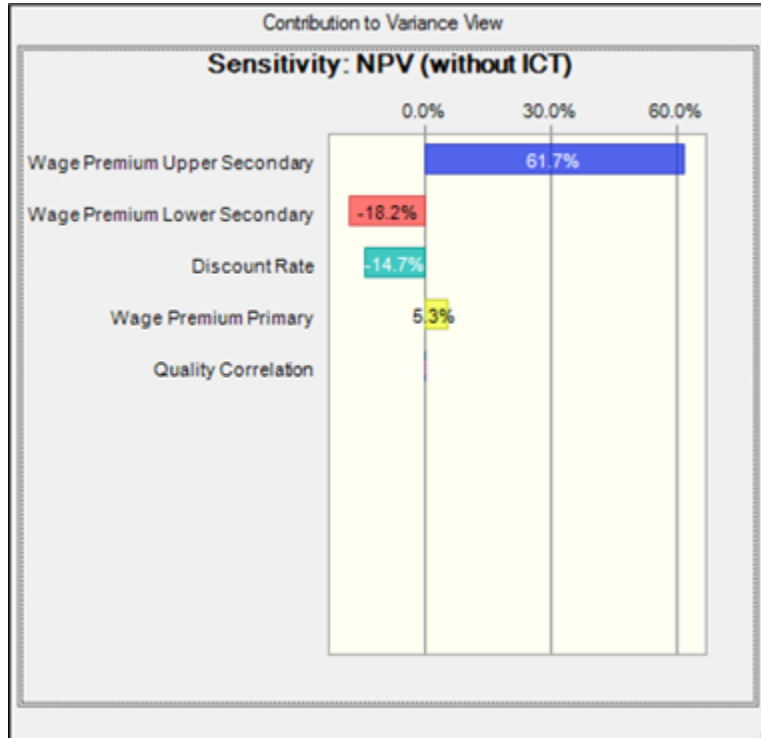 Contribution to Variance View
Sensitivity: NPV (without ICT)
0.0% 30.0% 60.0%
Wage Premium Upper Secondary 61.7%
Wage Premium Lower Secondary -18.2%
Discount Rate -14.7%
Wage Premium Primary 5.3%
Quality Correlation